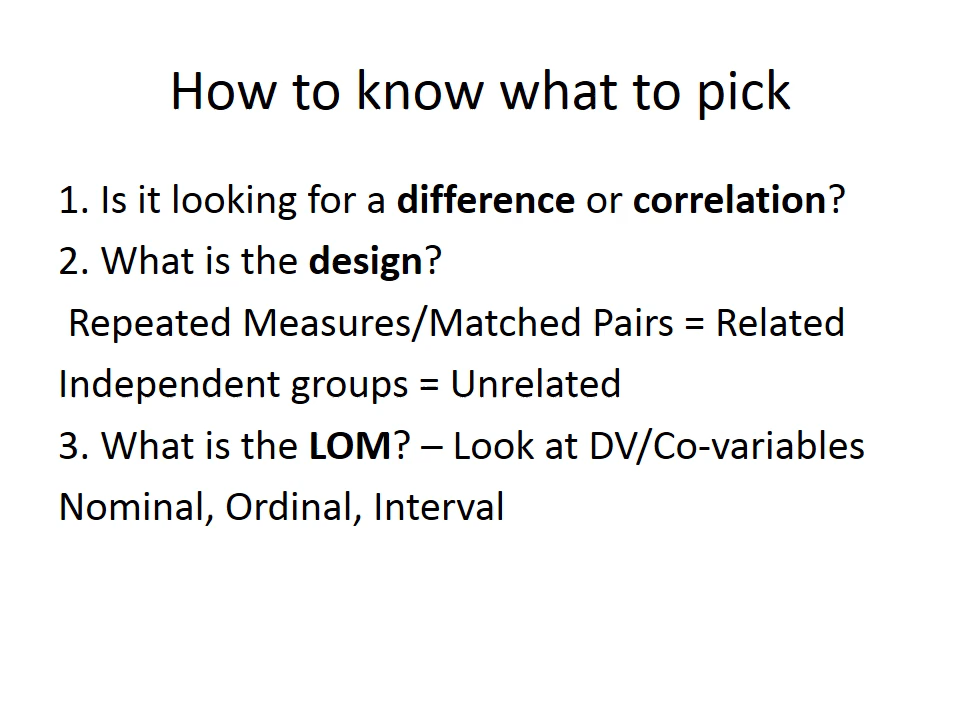 How to know what to pick
1. Is it looking for a difference or correlation?
2. What is the design?
Repeated Measures/Matched Pairs = Related
Independent groups = Unrelated
3. What is the LOM? – Look at DV/Co-variables
Nominal, Ordinal, Interval